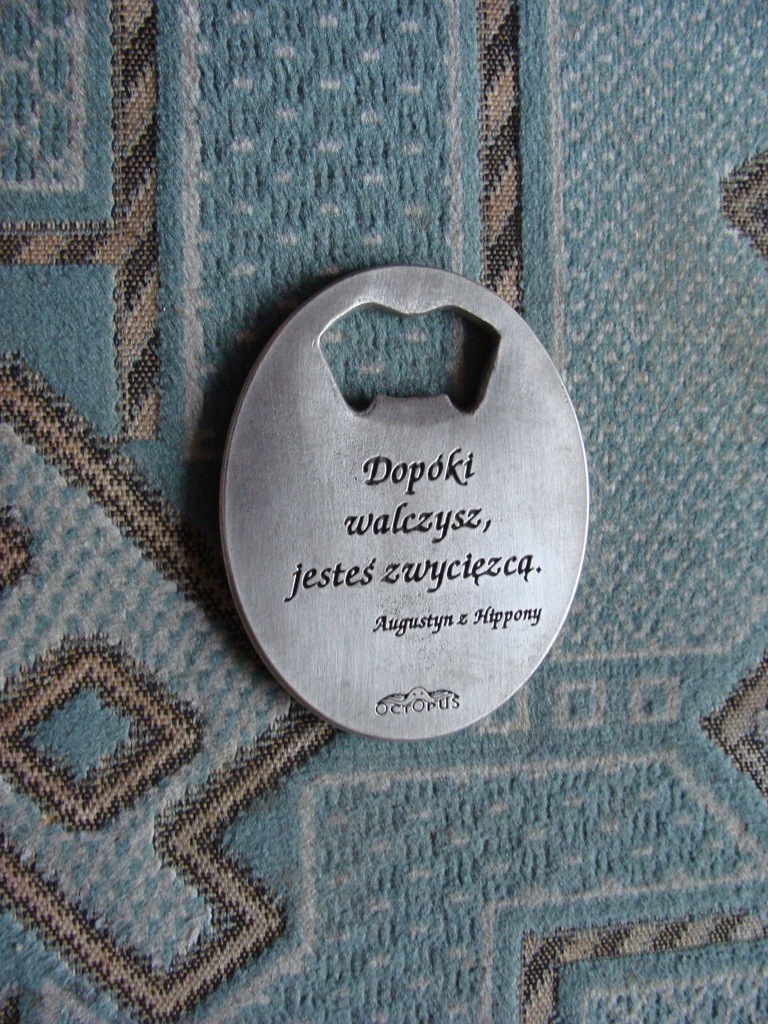 Dopóki
walczysz,
jesteś zwycięzcą.
Augustyn z Hippony
OCTOPUS